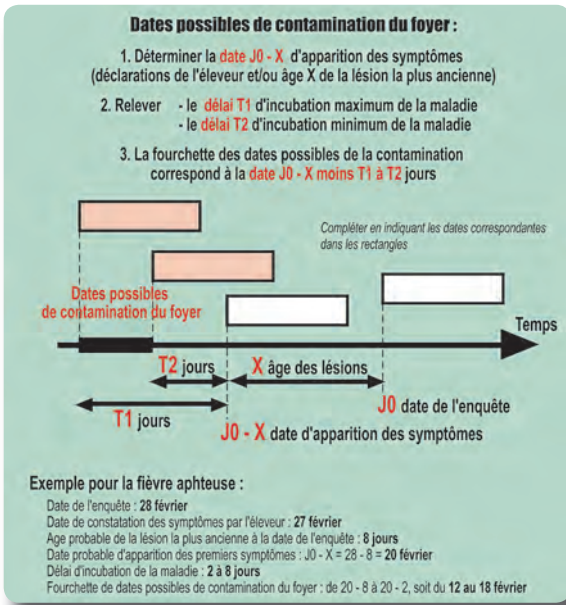 Dates possibles de contamination du foyer :
1. Déterminer la date J0 - X d'apparition des symptômes
(déclarations de l'éleveur et/ou âge X de la lésion la plus ancienne)
2. Relever - le délai T1 d'incubation maximum de la maladie
- le délai T2 d'incubation minimum de la maladie
3. La fourchette des dates possibles de la contamination
correspond à la date J0 - X moins T1 à T2 jours
Compléter en indiquant les dates correspondantes
dans les rectangles
Dates possibles
de contamination du foyer
Temps
T2 jours
X âge des lésions
T1 jours
J0 date de l'enquête
J0 - X date d'apparition des symptômes
Exemple pour la fièvre aphteuse :
Date de l'enquête : 28 février
Date de constatation des symptômes par l'éleveur : 27 février
Age probable de la lésion la plus ancienne à la date de l'enquête : 8 jours
Date probable d'apparition des premiers symptômes : J0 - X = 28 - 8 = 20 février
Délai d'incubation de la maladie : 2 à 8 jours
Fourchette de dates possibles de contamination du foyer : de 20 - 8 à 20 - 2, soit du 12 au 18 février